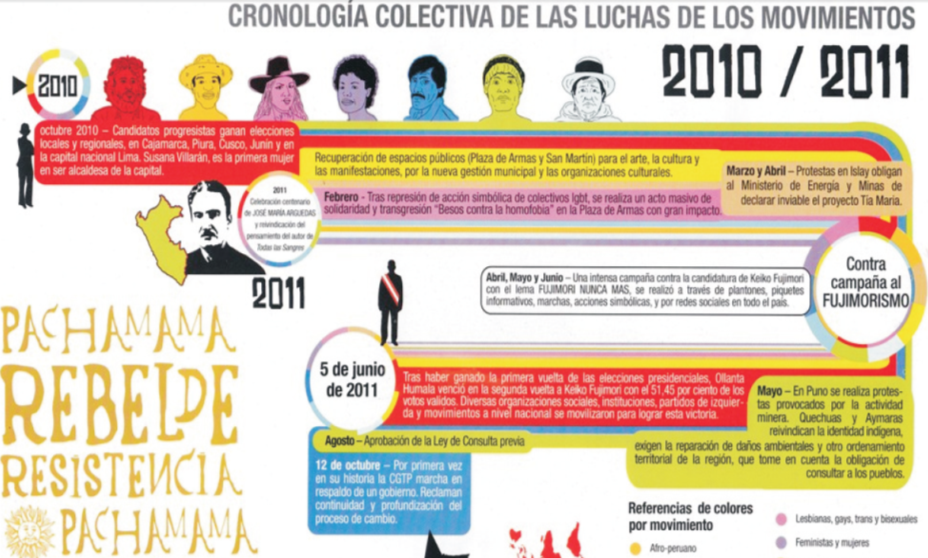 CRONOLOGÍA COLECTIVA DE LAS LUCHAS DE LOS MOVIMIENTOS
2010 / 2011
2010
octubre 2010 – Candidatos progresistas ganan elecciones
locales y regionales, en Cajamarca, Piura, Cusco, Junín y en
la capital nacional Lima. Susana Villarán, es la primera mujer
en ser alcaldesa de la capital.
Recuperación de espacios públicos (Plaza de Armas y San Martín) para el arte, la cultura y
las manifestaciones, por la nueva gestión municipal y las organizaciones culturales.
Marzo y Abril – Protestas en Islay obligan
al Ministerio de Energía y Minas de
declarar inviable el proyecto Tía Maria.
2011
Celebración centenario
de JOSÉ MARÍA ARGUEDAS
y reivindicación del
pensamiento del autor de
Todas las Sangres
Febrero - Tras represión de acción simbólica de colectivos lgbt, se realiza un acto masivo de
solidaridad y transgresión "Besos contra la homofobia" en la Plaza de Armas con gran impacto.
2011
Abril, Mayo y Junio – Una intensa campaña contra la candidatura de Keiko Fujimori
con el lema FUJIMORI NUNCA MAS, se realizó a través de plantones, piquetes
informativos, marchas, acciones simbólicas, y por redes sociales en todo el país.
Contra
campaña al
FUJIMORISMO
5 de junio
de 2011
Tras haber ganado la primera vuelta de las elecciones presidenciales, Ollanta
Humala venció en la segunda vuelta a Keiko Fujimori con el 51,45 por ciento de los
votos validos. Diversas organizaciones sociales, instituciones, partidos de izquier-
da y movimientos a nivel nacional se movilizaron para lograr esta victoria.
Mayo – En Puno se realiza protes-
tas provocados por la actividad
minera. Quechuas y Aymaras
reivindican la identidad indígena,
exigen la reparación de daños ambientales y otro ordenamiento
territorial de la región, que tome en cuenta la obligación de
consultar a los pueblos.
Agosto – Aprobación de la Ley de Consulta previa
12 de octubre – Por primera vez
en su historia la CGTP marcha en
respaldo de un gobierno. Reclaman
continuidad y profundización del
proceso de cambio.
PACHAMAMA
REBELDE
RESISTENCIA
PACHAMAMA
Referencias de colores
por movimiento
Afro-peruano
Lesbianas, gays, trans y bisexuales
Feministas y mujeres